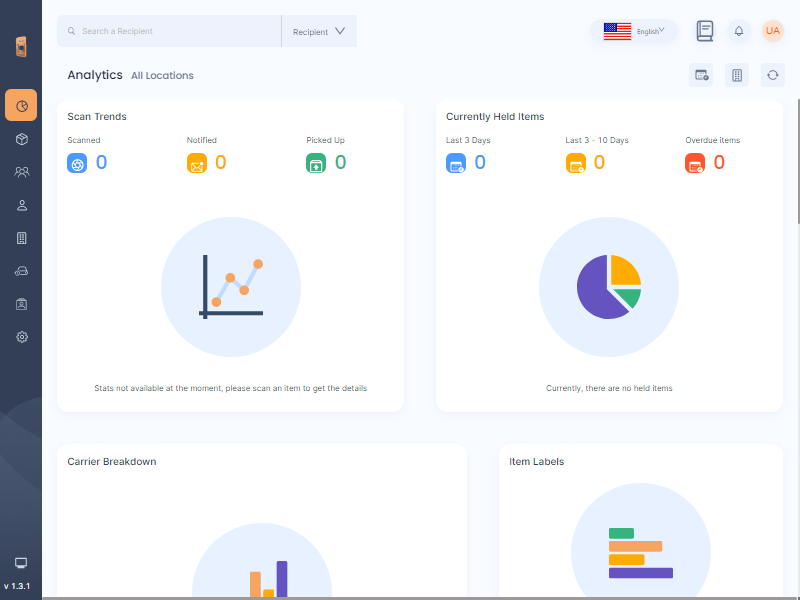 Search a Recipient
Recipient
English
UA
Analytics
All Locations
Scan Trends
Scanned
0
Notified
0
Picked Up
0
Stats not available at the moment, please scan an item to get the details
Currently Held Items
Last 3 Days
0
Last 3 - 10 Days
0
Overdue items
0
Currently, there are no held items
Carrier Breakdown
Item Labels
v 1.3.1